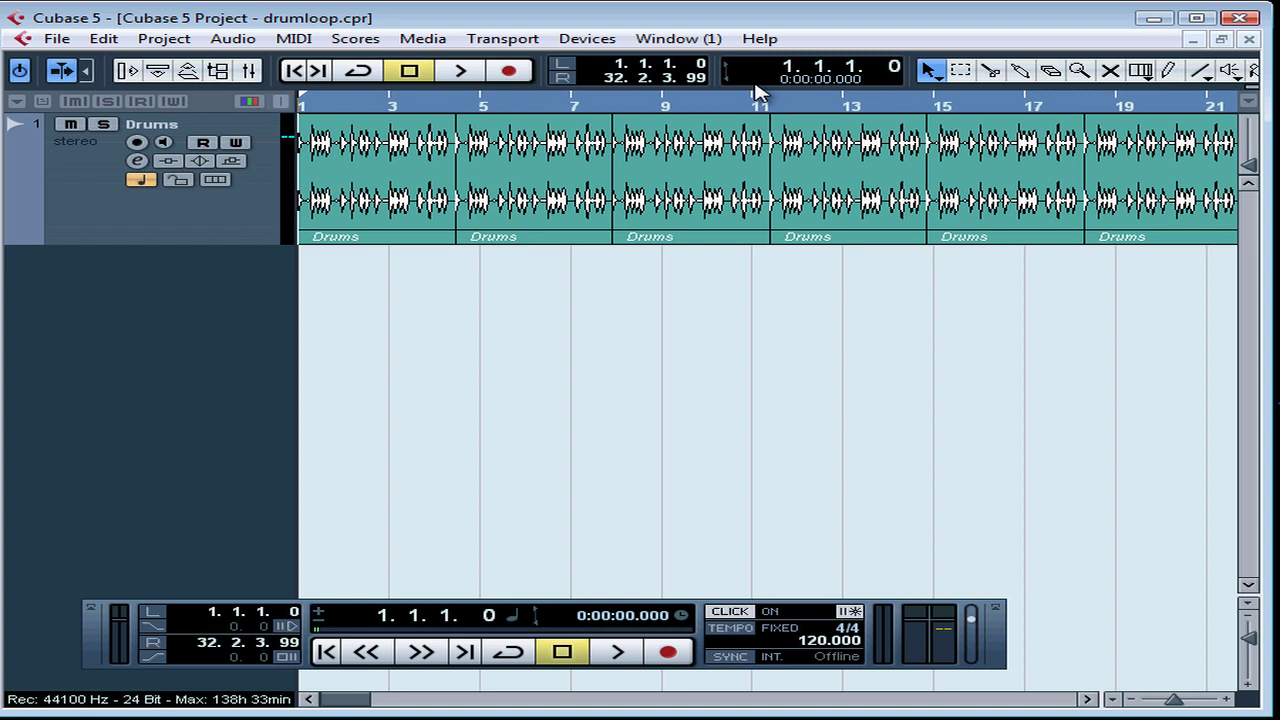 Cubase 5 - [Cubase 5 Project - drumloop.cpr]
File Edit Project Audio MIDI Scores Media Transport Devices Window (1) Help
L 1. 1. 1. 0
R 32. 2. 3. 99
1. 1. 1. 0
0:00:00.000
M S R W
1 3 5 7 9 11 13 15 17 19 21
1 M S Drums
stereo R W
e
Drums Drums Drums Drums Drums Drums
L 1. 1. 1. 0
0. 0
R 32. 2. 3. 99
0. 0
1. 1. 1. 0 0:00:00.000
CLICK ON
TEMPO FIXED 4/4
120.000
SYNC INT. Offline
Rec: 44100 Hz - 24 Bit - Max: 138h 33min